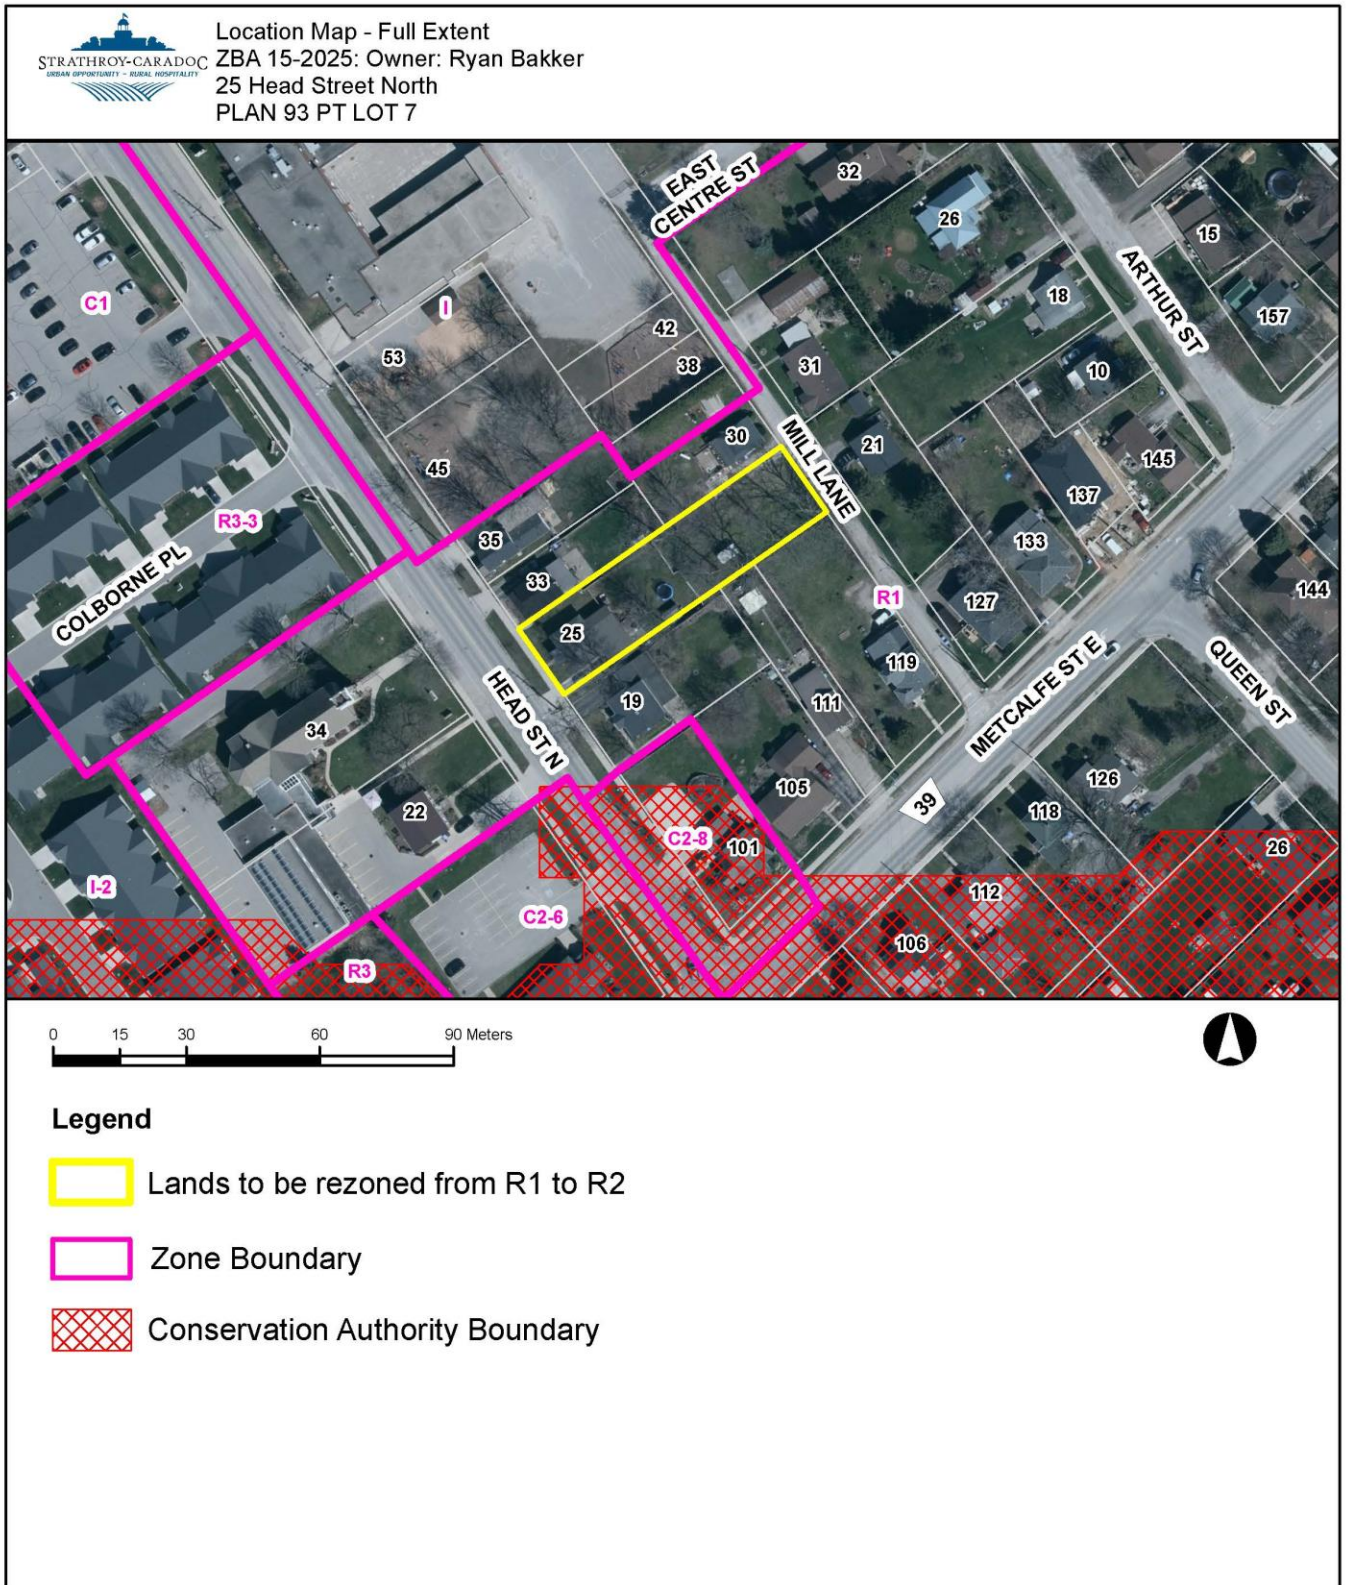 STRATHROY-CARADOC
URBAN OPPORTUNITY ~ RURAL HOSPITALITY
Location Map - Full Extent
ZBA 15-2025: Owner: Ryan Bakker
25 Head Street North
PLAN 93 PT LOT 7
EAST
CENTRE ST
32
26
15
ARTHUR ST
C1
I
18
157
42
53
38
31
10
30
MILL LANE
21
45
145
137
R3-3
35
133
COLBORNE PL
33
R1
144
127
25
119
METCALFE ST E
QUEEN ST
HEAD ST N
19
111
34
105
126
39
22
118
C2-8
101
26
I-2
112
C2-6
106
R3
0 15 30 60 90 Meters
Legend
Lands to be rezoned from R1 to R2
Zone Boundary
Conservation Authority Boundary